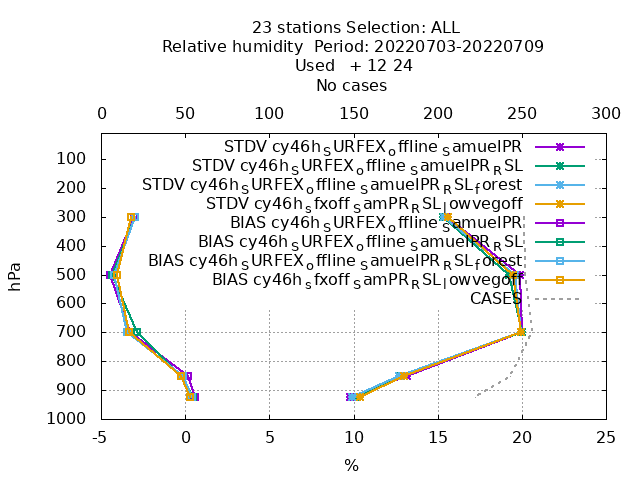 23 stations Selection: ALL
Relative humidity  Period: 20220703-20220709
Used   + 12 24
No cases
0 50 100 150 200 250 300
STDV cy46h_SURFEX_offline_SamuelPR
STDV cy46h_SURFEX_offline_SamuelPR_RSL
STDV cy46h_SURFEX_offline_SamuelPR_RSL_forest
STDV cy46h_sfxoff_SamPR_RSL_lowvegoff
BIAS cy46h_SURFEX_offline_SamuelPR
BIAS cy46h_SURFEX_offline_SamuelPR_RSL
BIAS cy46h_SURFEX_offline_SamuelPR_RSL_forest
BIAS cy46h_sfxoff_SamPR_RSL_lowvegoff
CASES
hPa
100
200
300
400
500
600
700
800
900
1000
-5 0 5 10 15 20 25
%